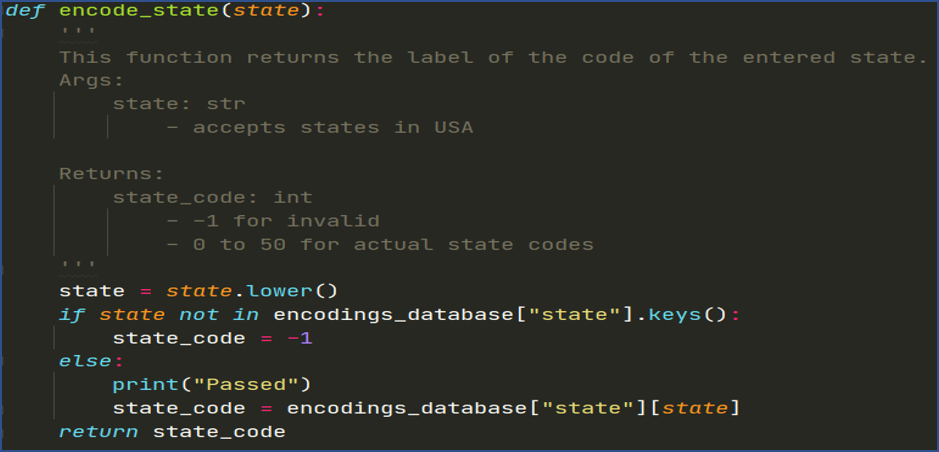 def encode_state(state):
    '''
    This function returns the label of the code of the entered state.
    Args:
        state: str
            - accepts states in USA

    Returns:
        state_code: int
            - -1 for invalid
            - 0 to 50 for actual state codes
    '''
    state = state.lower()
    if state not in encodings_database["state"].keys():
        state_code = -1
    else:
        print("Passed")
        state_code = encodings_database["state"][state]
    return state_code